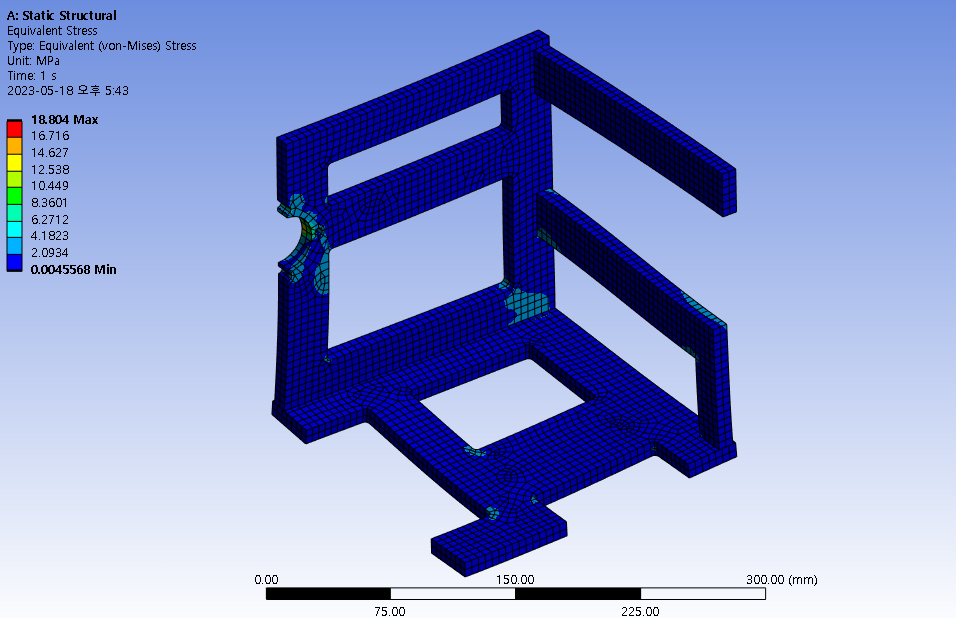 A: Static Structural
Equivalent Stress
Type: Equivalent (von-Mises) Stress
Unit: MPa
Time: 1 s
2023-05-18 오후 5:43
18.804 Max
16.716
14.627
12.538
10.449
8.3601
6.2712
4.1823
2.0934
0.0045568 Min
0.00 150.00 300.00 (mm)
75.00 225.00